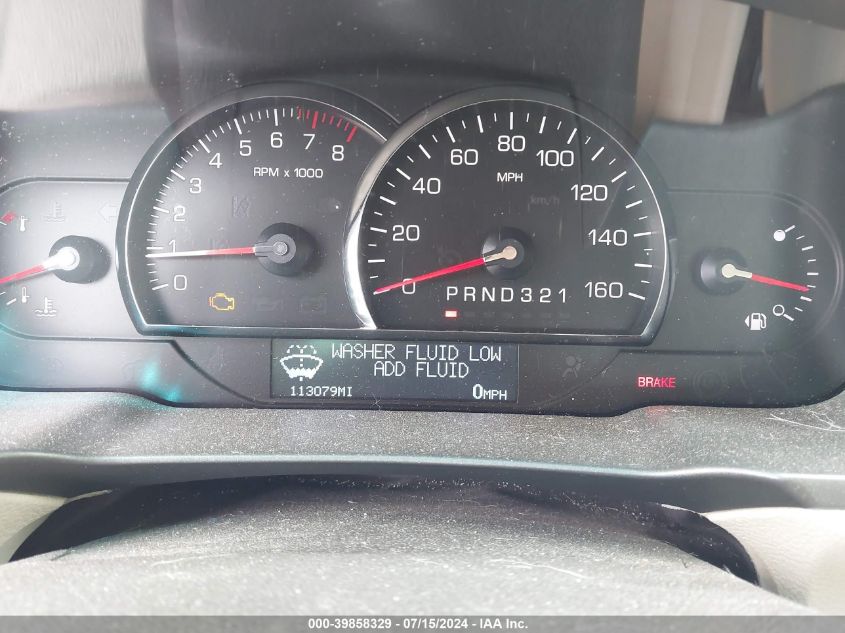 0 1 2 3 4 5 6 7 8
RPM x 1000
0 20 40 60 80 100 120 140 160
MPH
km/h
PRND321
WASHER FLUID LOW
ADD FLUID
113079MI
0MPH
BRAKE
000-39858329 - 07/15/2024 - IAA Inc.